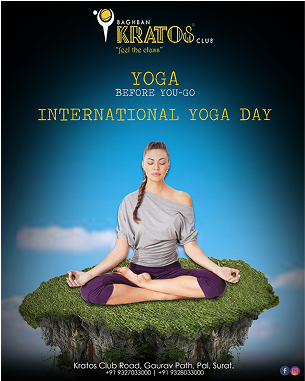 BAGHBAN
KRATOS CLUB
"feel the class"
YOGA
BEFORE YOU-GO
INTERNATIONAL YOGA DAY
Kratos Club Road, Gaurav Path, Pal, Surat.
+91 9327033000 | +91 9328033000